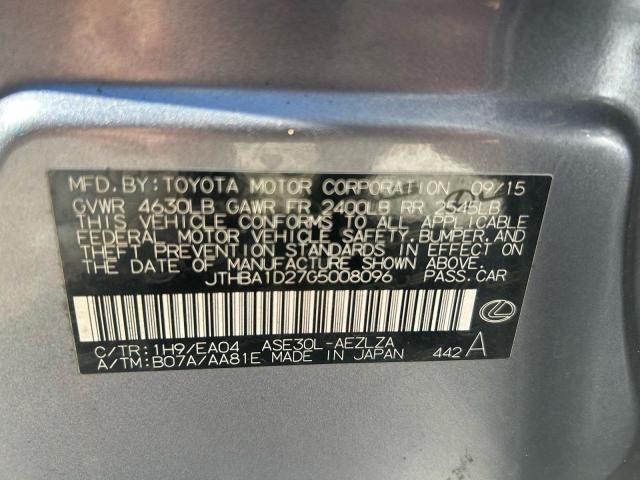 MFD.BY:TOYOTA MOTOR CORPORATION 09/15
GVWR 4630LB GAWR FR 2400LB RR 2545LB
THIS VEHICLE CONFORMS TO ALL APPLICABLE
FEDERAL MOTOR VEHICLE SAFETY,BUMPER,AND
THEFT PREVENTION STANDARDS IN EFFECT ON
THE DATE OF MANUFACTURE SHOWN ABOVE.
JTHBA1D27G5008096 PASS.CAR
C/TR:1H9/EA04 ASE30L-AEZLZA
A/TM:B07A/AA81E MADE IN JAPAN 442 A